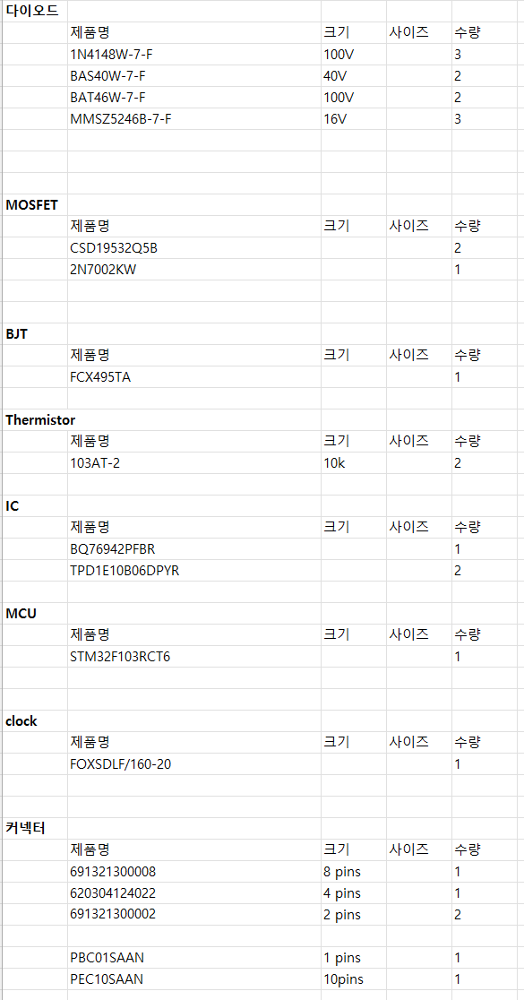 다이오드
제품명 크기 사이즈 수량
1N4148W-7-F 100V 3
BAS40W-7-F 40V 2
BAT46W-7-F 100V 2
MMSZ5246B-7-F 16V 3
MOSFET
제품명 크기 사이즈 수량
CSD19532Q5B 2
2N7002KW 1
BJT
제품명 크기 사이즈 수량
FCX495TA 1
Thermistor
제품명 크기 사이즈 수량
103AT-2 10k 2
IC
제품명 크기 사이즈 수량
BQ76942PFBR 1
TPD1E10B06DPYR 2
MCU
제품명 크기 사이즈 수량
STM32F103RCT6 1
clock
제품명 크기 사이즈 수량
FOXSDLF/160-20 1
커넥터
제품명 크기 사이즈 수량
691321300008 8 pins 1
620304124022 4 pins 1
691321300002 2 pins 2
PBC01SAAN 1 pins 1
PEC10SAAN 10pins 1